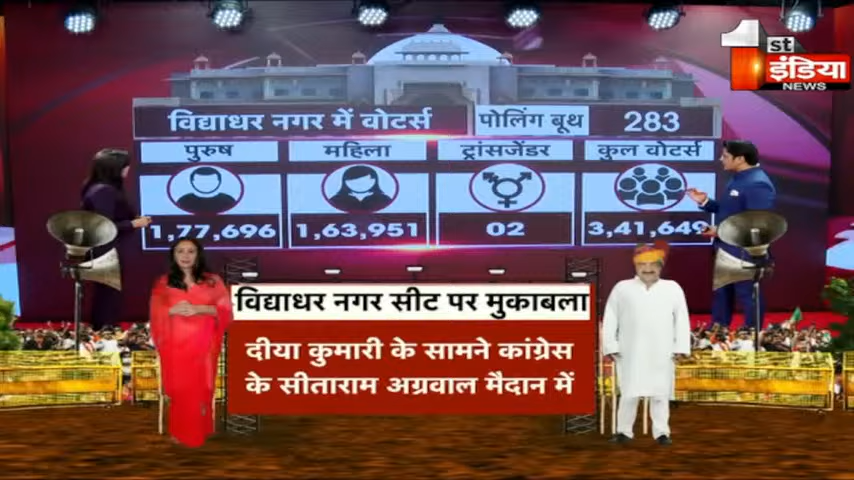 1st
इंडिया
NEWS
विद्याधर नगर में वोटर्स पोलिंग बूथ 283
पुरुष महिला ट्रांसजेंडर कुल वोटर्स
1,77,696 1,63,951 02 3,41,649
विद्याधर नगर सीट पर मुकाबला
दीया कुमारी के सामने कांग्रेस
के सीताराम अग्रवाल मैदान में